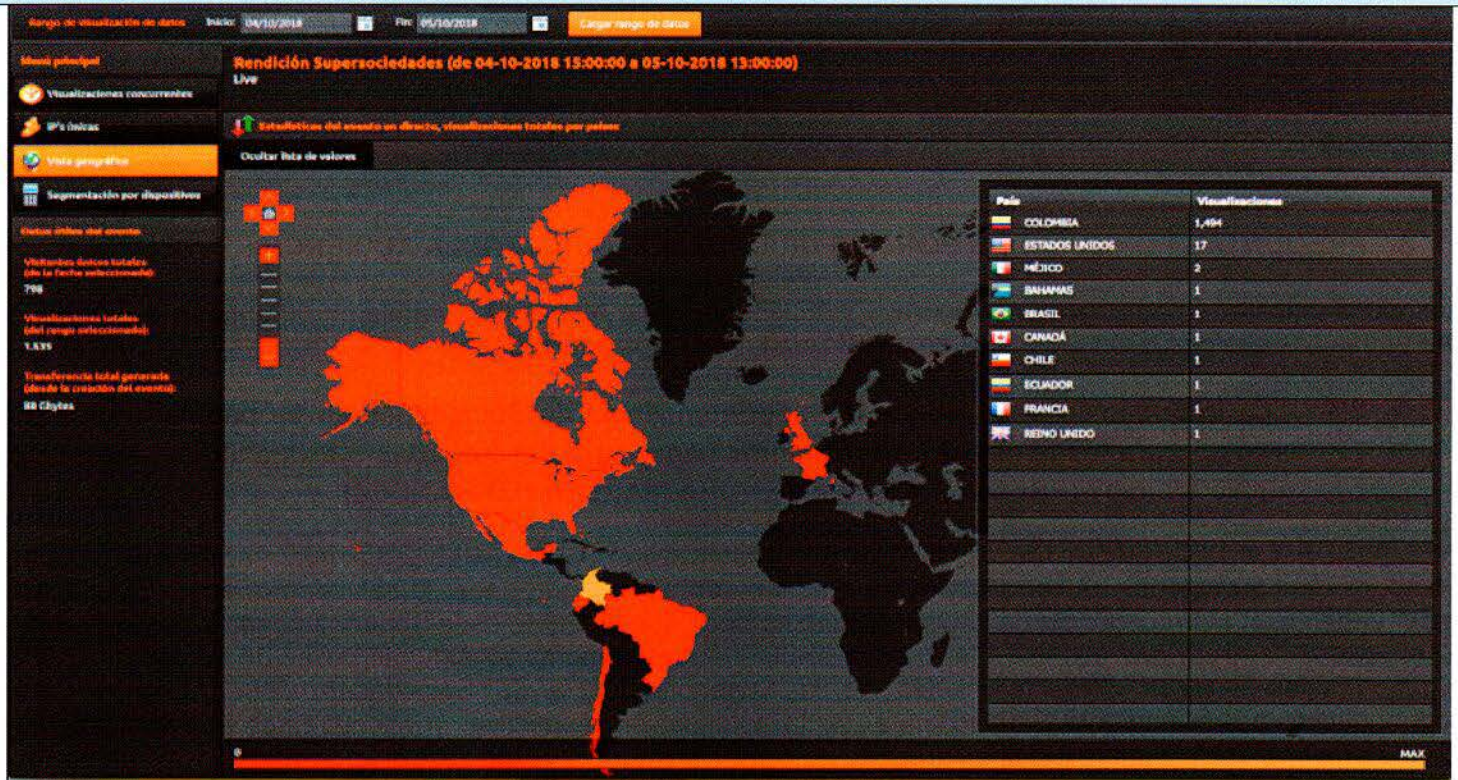 Rango de visualización de datos Inicio: 04/10/2018 Fin: 05/10/2018 Cargar rango de datos
Menú principal
Visualizaciones concurrentes
IP's únicas
Vista geográfica
Segmentación por dispositivos
Datos útiles del evento
Visitantes únicos totales
(de la fecha seleccionada):
798
Visualizaciones totales
(del rango seleccionado):
1.535
Transferencia total generada
(desde la creación del evento):
88 Gbytes
Rendición Supersociedades (de 04-10-2018 15:00:00 a 05-10-2018 13:00:00)
Live
Estadísticas del evento en directo, visualizaciones totales por países
Ocultar lista de valores
País Visualizaciones
COLOMBIA 1,494
ESTADOS UNIDOS 17
MÉJICO 2
BAHAMAS 1
BRASIL 1
CANADÁ 1
CHILE 1
ECUADOR 1
FRANCIA 1
REINO UNIDO 1
0 MAX